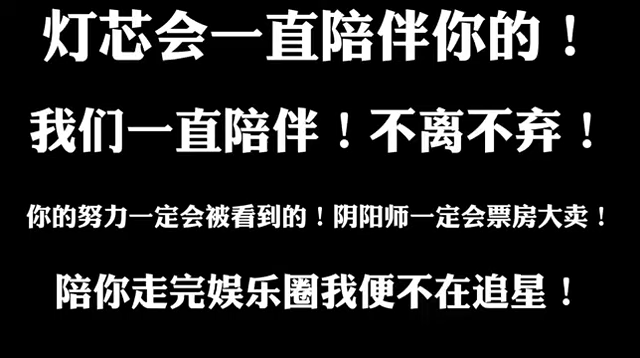 灯芯会一直陪伴你的！
我们一直陪伴！不离不弃！
你的努力一定会被看到的！阴阳师一定会票房大卖！
陪你走完娱乐圈我便不在追星！